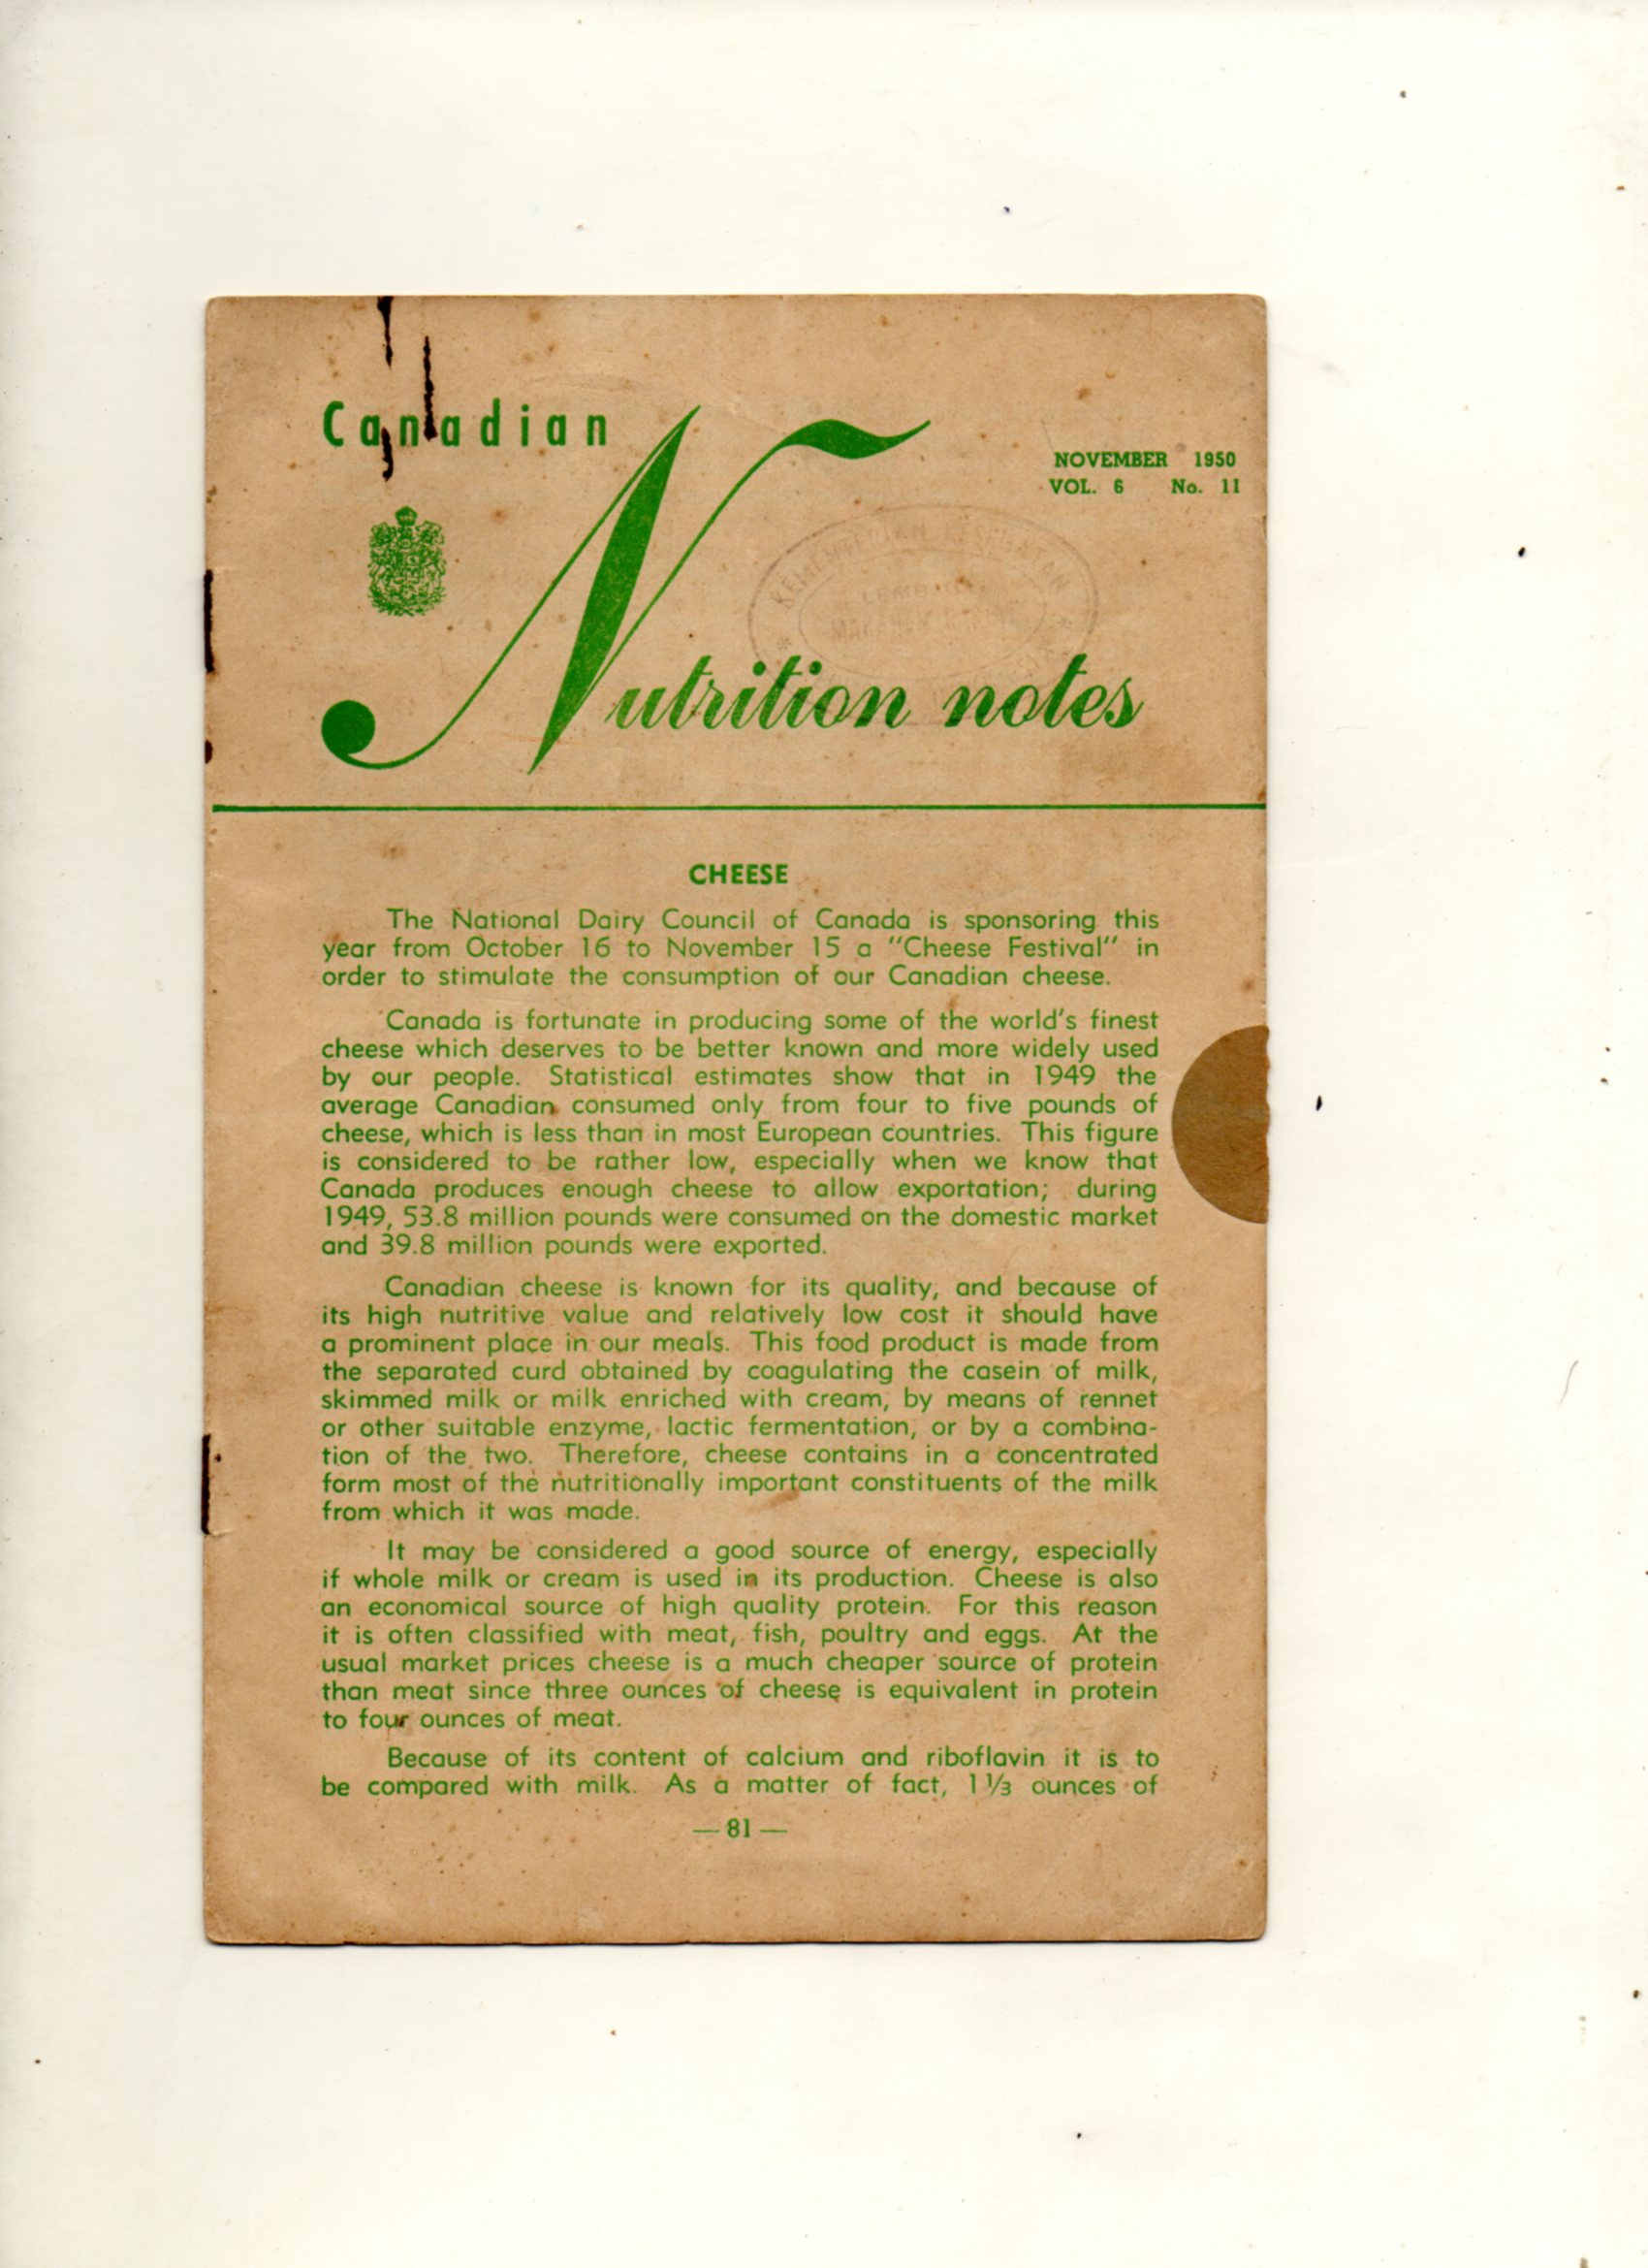 Canadian
Nutrition notes
NOVEMBER 1950
VOL. 6 No. 11
KEMENTERIAN KESEHATAN
CHEESE
The National Dairy Council of Canada is sponsoring this
year from October 16 to November 15 a "Cheese Festival" in
order to stimulate the consumption of our Canadian cheese.
Canada is fortunate in producing some of the world's finest
cheese which deserves to be better known and more widely used
by our people. Statistical estimates show that in 1949 the
average Canadian consumed only from four to five pounds of
cheese, which is less than in most European countries. This figure
is considered to be rather low, especially when we know that
Canada produces enough cheese to allow exportation; during
1949, 53.8 million pounds were consumed on the domestic market
and 39.8 million pounds were exported.
Canadian cheese is known for its quality, and because of
its high nutritive value and relatively low cost it should have
a prominent place in our meals. This food product is made from
the separated curd obtained by coagulating the casein of milk,
skimmed milk or milk enriched with cream, by means of rennet
or other suitable enzyme, lactic fermentation, or by a combina-
tion of the two. Therefore, cheese contains in a concentrated
form most of the nutritionally important constituents of the milk
from which it was made.
It may be considered a good source of energy, especially
if whole milk or cream is used in its production. Cheese is also
an economical source of high quality protein. For this reason
it is often classified with meat, fish, poultry and eggs. At the
usual market prices cheese is a much cheaper source of protein
than meat since three ounces of cheese is equivalent in protein
to four ounces of meat.
Because of its content of calcium and riboflavin it is to
be compared with milk. As a matter of fact, 1 1/3 ounces of
— 81 —